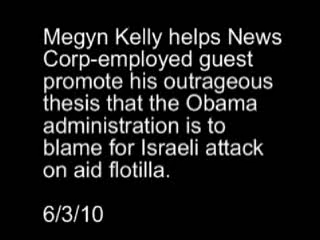 Megyn Kelly helps News
Corp-employed guest
promote his outrageous
thesis that the Obama
administration is to
blame for Israeli attack
on aid flotilla.
6/3/10